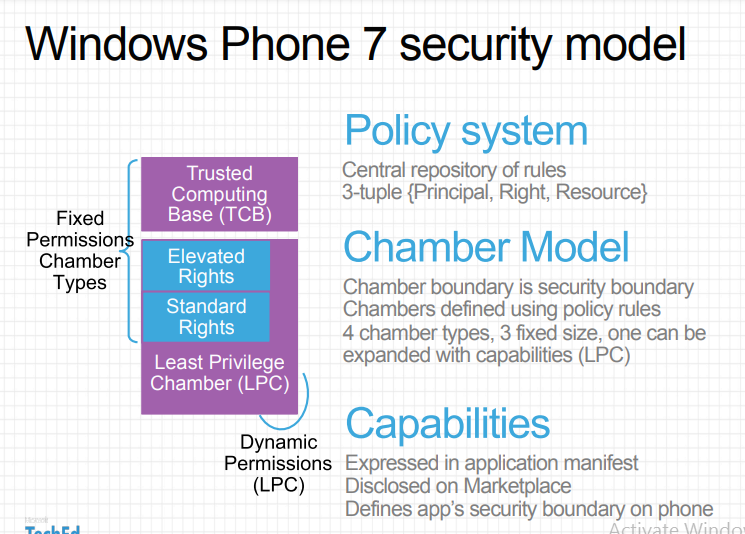 Windows Phone 7 security model
Policy system
Central repository of rules
3-tuple {Principal, Right, Resource}
Trusted
Computing
Base (TCB)
Fixed
Permissions
Chamber
Types
Elevated
Rights
Standard
Rights
Least Privilege
Chamber (LPC)
Chamber Model
Chamber boundary is security boundary
Chambers defined using policy rules
4 chamber types, 3 fixed size, one can be
expanded with capabilities (LPC)
Dynamic
Permissions
(LPC)
Capabilities
Expressed in application manifest
Disclosed on Marketplace
Defines app's security boundary on phone
Microsoft
TechEd
Activate Window